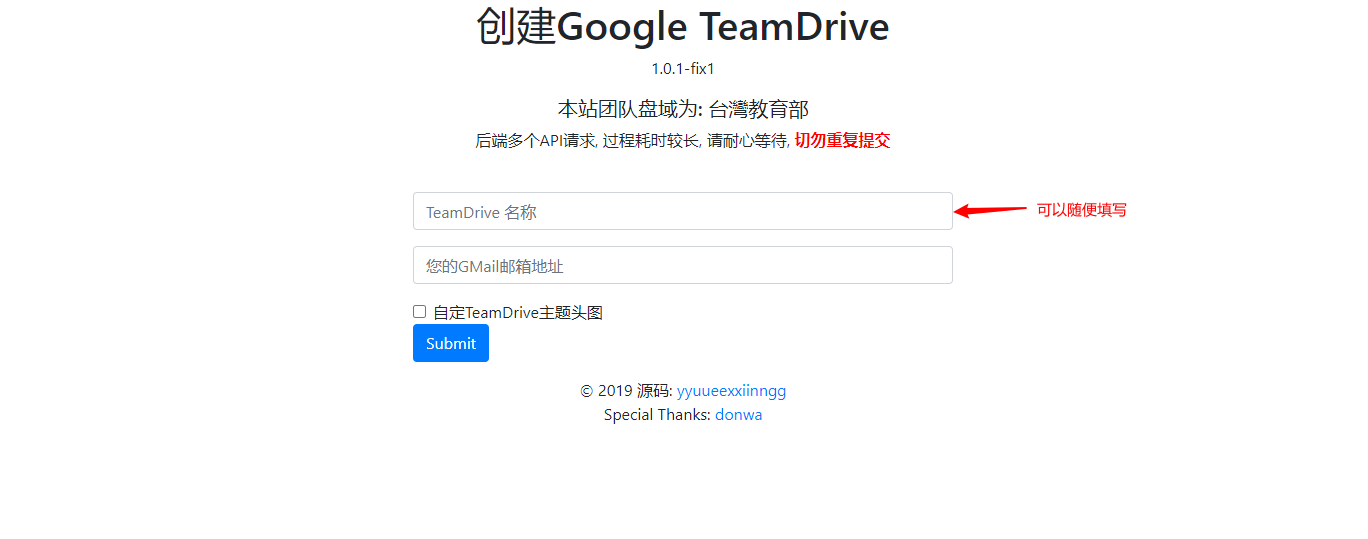 创建Google TeamDrive
1.0.1-fix1
本站团队盘域为: 台灣教育部
后端多个API请求, 过程耗时较长, 请耐心等待, 切勿重复提交
TeamDrive 名称
可以随便填写
您的GMail邮箱地址
自定TeamDrive主题头图
Submit
© 2019 源码: yyuueexxiinngg
Special Thanks: donwa